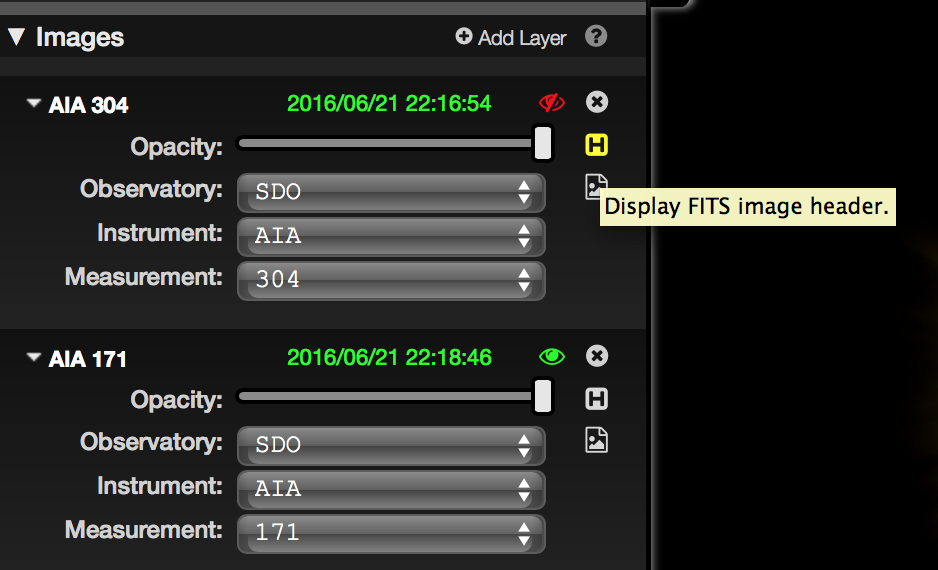 Images Add Layer ?
AIA 304 2016/06/21 22:16:54
Opacity: H
Observatory: SDO
Display FITS image header.
Instrument: AIA
Measurement: 304
AIA 171 2016/06/21 22:18:46
Opacity: H
Observatory: SDO
Instrument: AIA
Measurement: 171